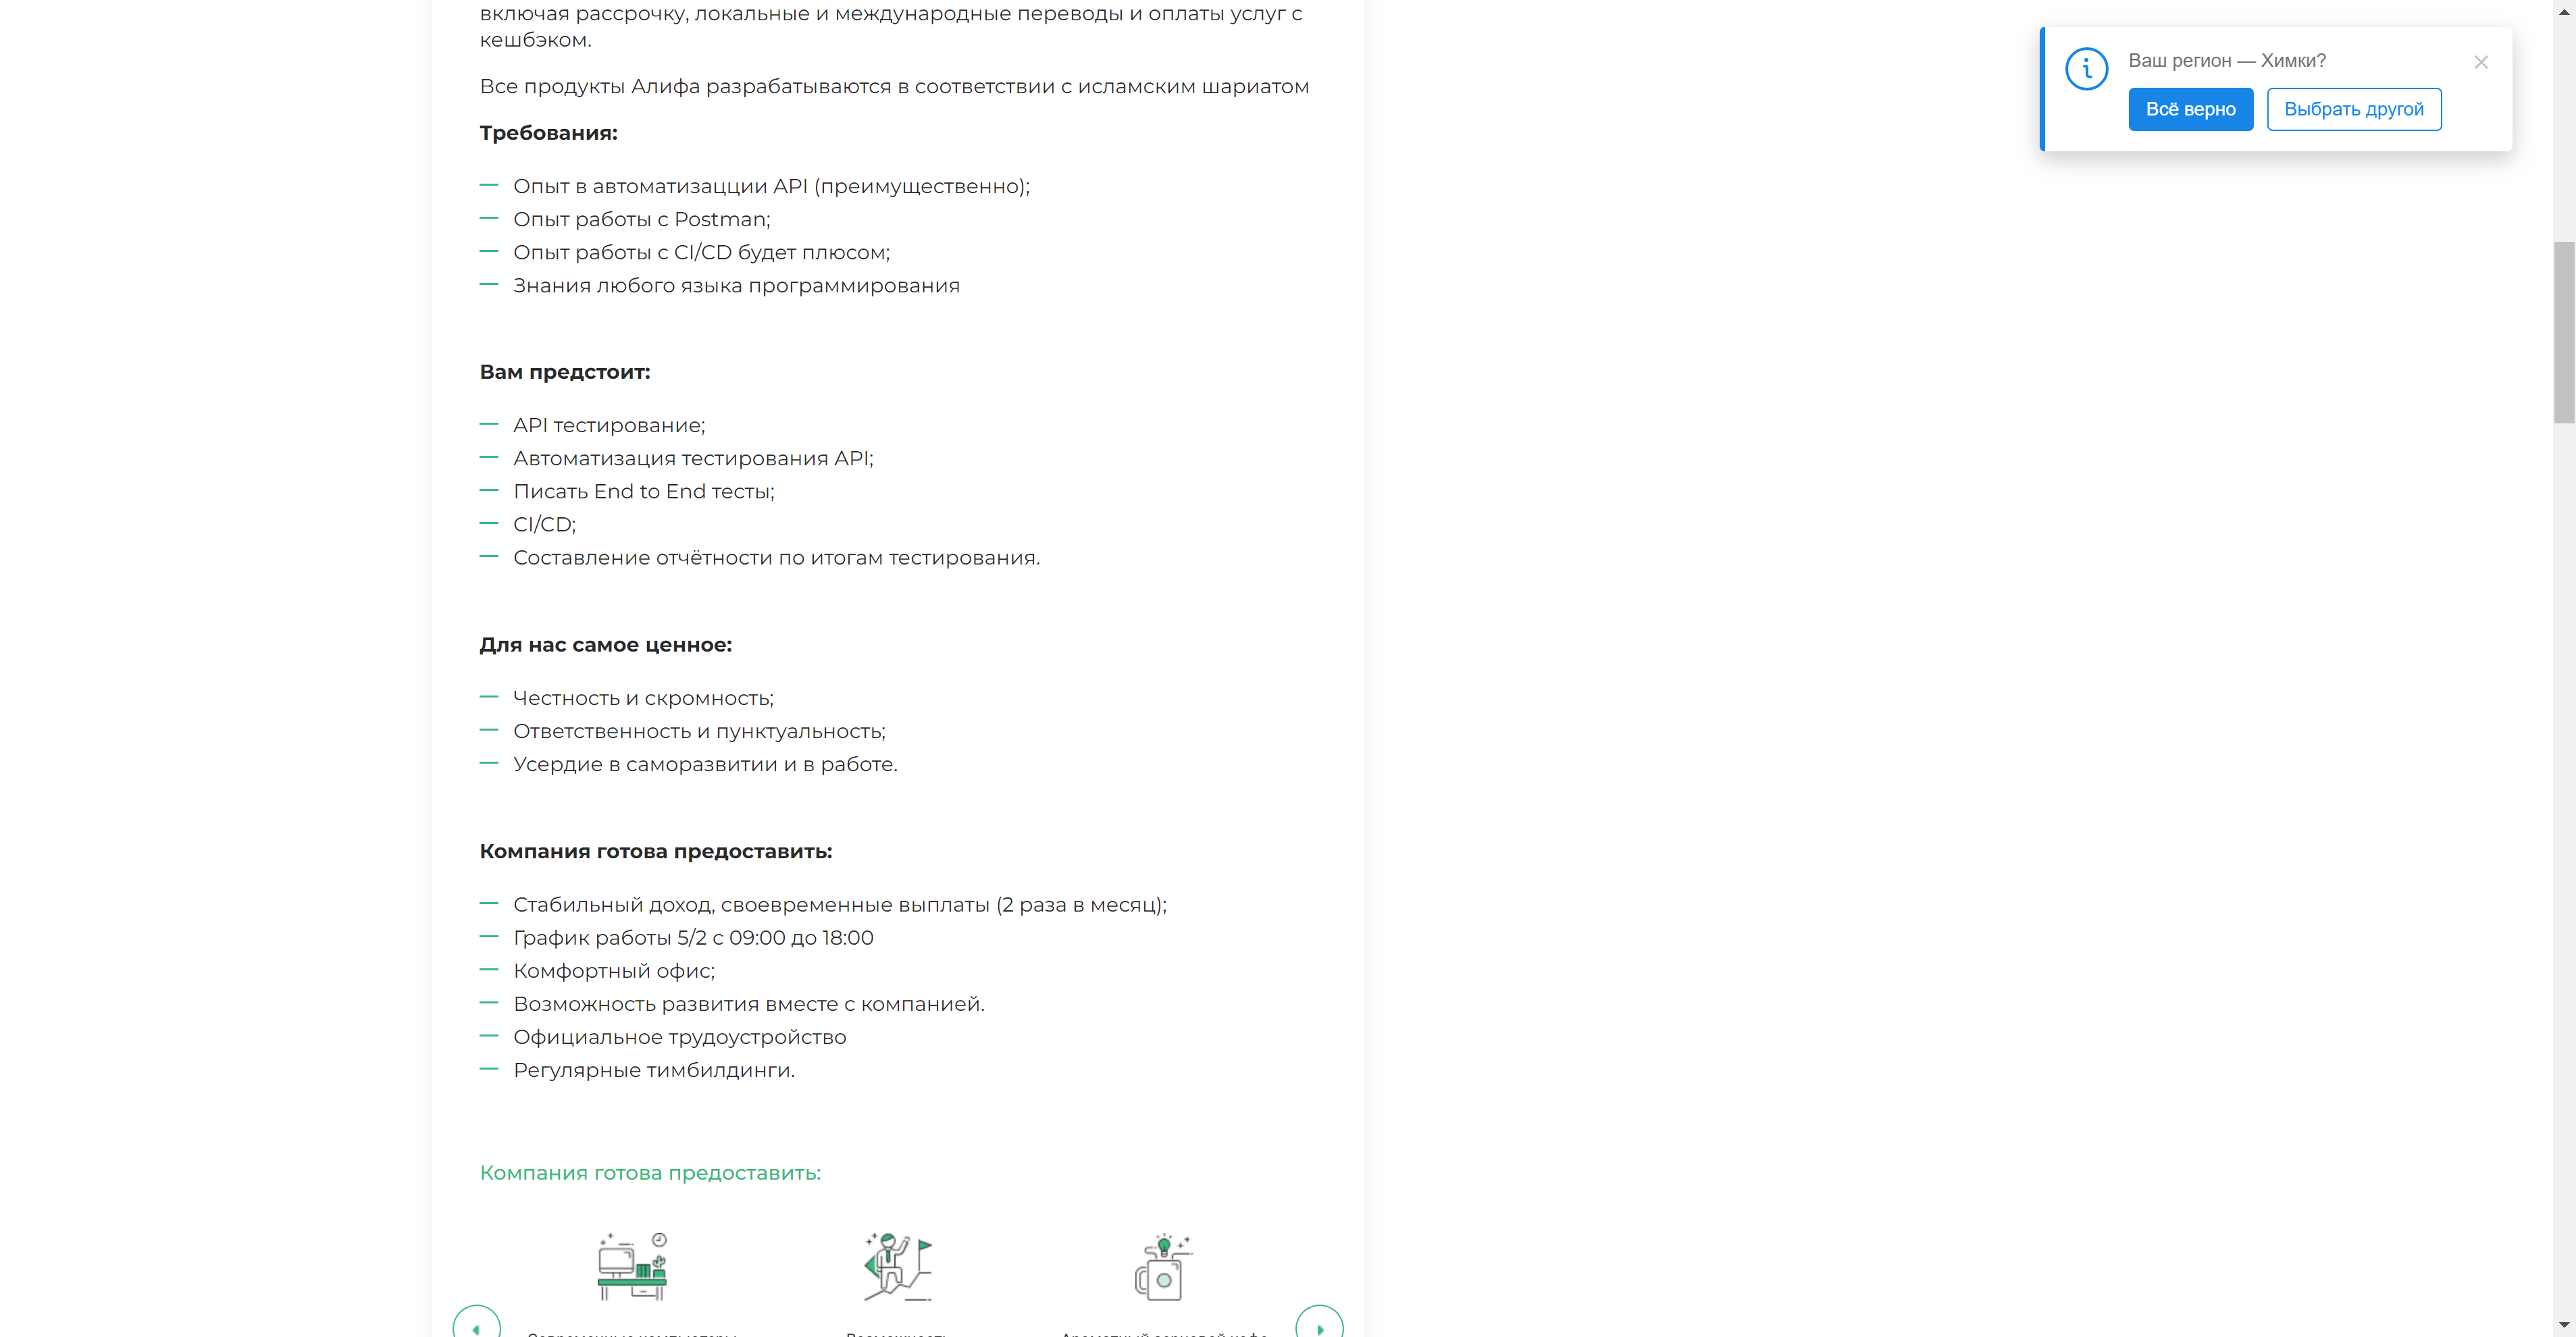 включая рассрочку, локальные и международные переводы и оплаты услуг с
кешбэком.
Все продукты Алифа разрабатываются в соответствии с исламским шариатом
Требования:
Опыт в автоматизацции API (преимущественно);
Опыт работы с Postman;
Опыт работы с CI/CD будет плюсом;
Знания любого языка программирования
Вам предстоит:
API тестирование;
Автоматизация тестирования API;
Писать End to End тесты;
CI/CD;
Составление отчётности по итогам тестирования.
Для нас самое ценное:
Честность и скромность;
Ответственность и пунктуальность;
Усердие в саморазвитии и в работе.
Компания готова предоставить:
Стабильный доход, своевременные выплаты (2 раза в месяц);
График работы 5/2 с 09:00 до 18:00
Комфортный офис;
Возможность развития вместе с компанией.
Официальное трудоустройство
Регулярные тимбилдинги.
Компания готова предоставить:
Ваш регион — Химки?
Всё верно
Выбрать другой